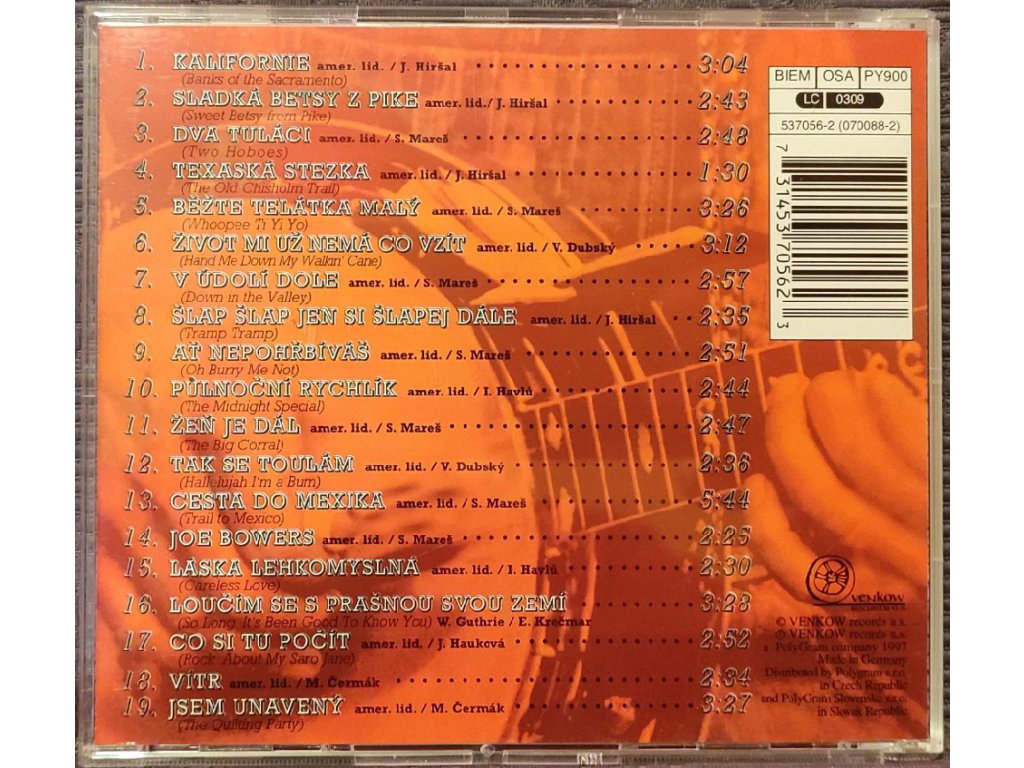 1. KALIFORNIE amer. lid. / J. Hiršal 3:04
(Banks of the Sacramento)
2. SLADKÁ BETSY Z PIKE amer. lid./ J. Hiršal 2:43
(Sweet Betsy from Pike)
3. DVA TULÁCI amer. lid. / S. Mareš 2:48
(Two Hoboes)
4. TEXASKÁ STEZKA amer. lid. / J. Hiršal 1:30
(The Old Chisholm Trail)
5. BĚŽTE TELÁTKA MALÝ amer. lid. / S. Mareš 3:26
(Whoopee Ti Yi Yo)
6. ŽIVOT MI UŽ NEMÁ CO VZÍT amer. lid. / V. Dubský 3:12
(Hand Me Down My Walkin' Cane)
7. V ÚDOLÍ DOLE amer. lid. / S. Mareš 2:57
(Down in the Valley)
8. ŠLAP ŠLAP JEN SI ŠLAPEJ DÁLE amer. lid. / J. Hiršal 2:35
(Tramp Tramp)
9. AŤ NEPOHŘBÍVÁŠ amer. lid. / S. Mareš 2:51
(Oh Burry Me Not)
10. PŮLNOČNÍ RYCHLÍK amer. lid. / I. Havlů 2:44
(The Midnight Special)
11. ŽEŇ JE DÁL amer. lid. / S. Mareš 2:47
(The Big Corral)
12. TAK SE TOULÁM amer. lid. / V. Dubský 2:36
(Hallelujah I'm a Bum)
13. CESTA DO MEXIKA amer. lid. / S. Mareš 5:44
(Trail to Mexico)
14. JOE BOWERS amer. lid. / S. Mareš 2:25
15. LÁSKA LEHKOMYSLNÁ amer. lid. / I. Havlů 2:30
(Careless Love)
16. LOUČÍM SE S PRAŠNOU SVOU ZEMÍ 3:28
(So Long, It's Been Good To Know You) W. Guthrie / E. Krečmar
17. CO SI TU POČÍT amer. lid. / J. Hauková 2:52
(Rock About My Saro Jane)
18. VÍTR amer. lid. / M. Čermák 2:34
19. JSEM UNAVENÝ amer. lid. / M. Čermák 3:27
(The Quilting Party)
BIEM OSA PY900
LC 0309
537056-2 (070088-2)
7 31453 70562 3
venkow
© VENKOW records a.s.
℗ VENKOW records a.s.
a PolyGram company 1997
Made in Germany
Distributed by Polygram s.r.o.
in Czech Republic
and PolyGram Slovensko s.r.o.
in Slovak Republic